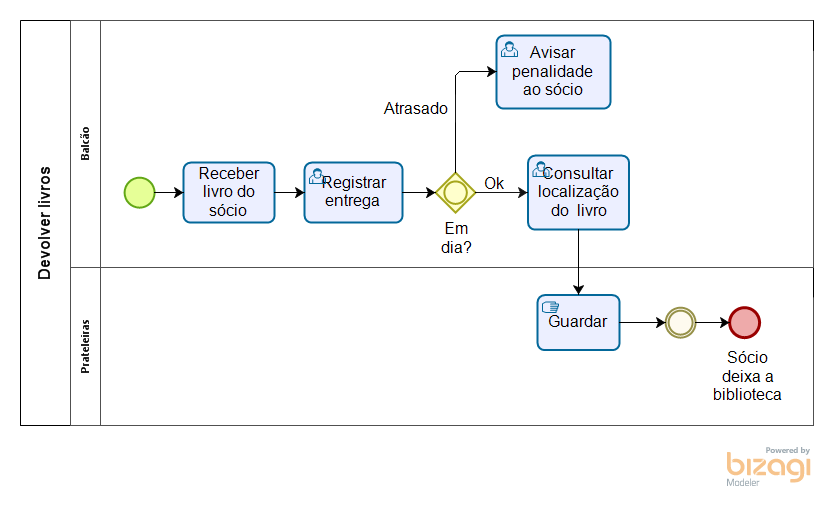 Devolver livros
Balcão
Avisar
penalidade
ao sócio
Atrasado
Receber
livro do
sócio
Registrar
entrega
Em
dia?
Ok
Consultar
localização
do livro
Prateleiras
Guardar
Sócio
deixa a
biblioteca
Powered by
bizagi
Modeler